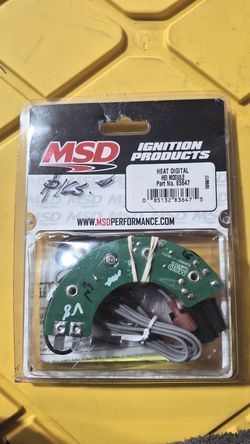 MSD
IGNITION
PRODUCTS
HEAT DIGITAL
HEI MODULE
Part No. 83647
0 85132 83647 5
WWW.MSDPERFORMANCE.COM
V8